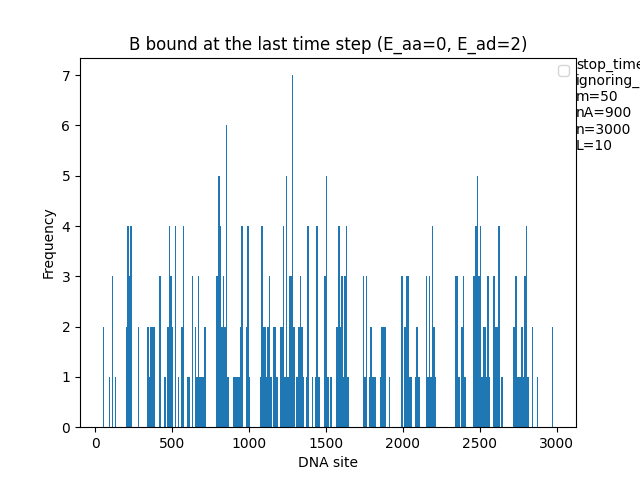 B bound at the last time step (E_aa=0, E_ad=2)
stop_time
ignoring_
m=50
nA=900
n=3000
L=10
7
6
5
4
3
2
1
0
Frequency
0 500 1000 1500 2000 2500 3000
DNA site